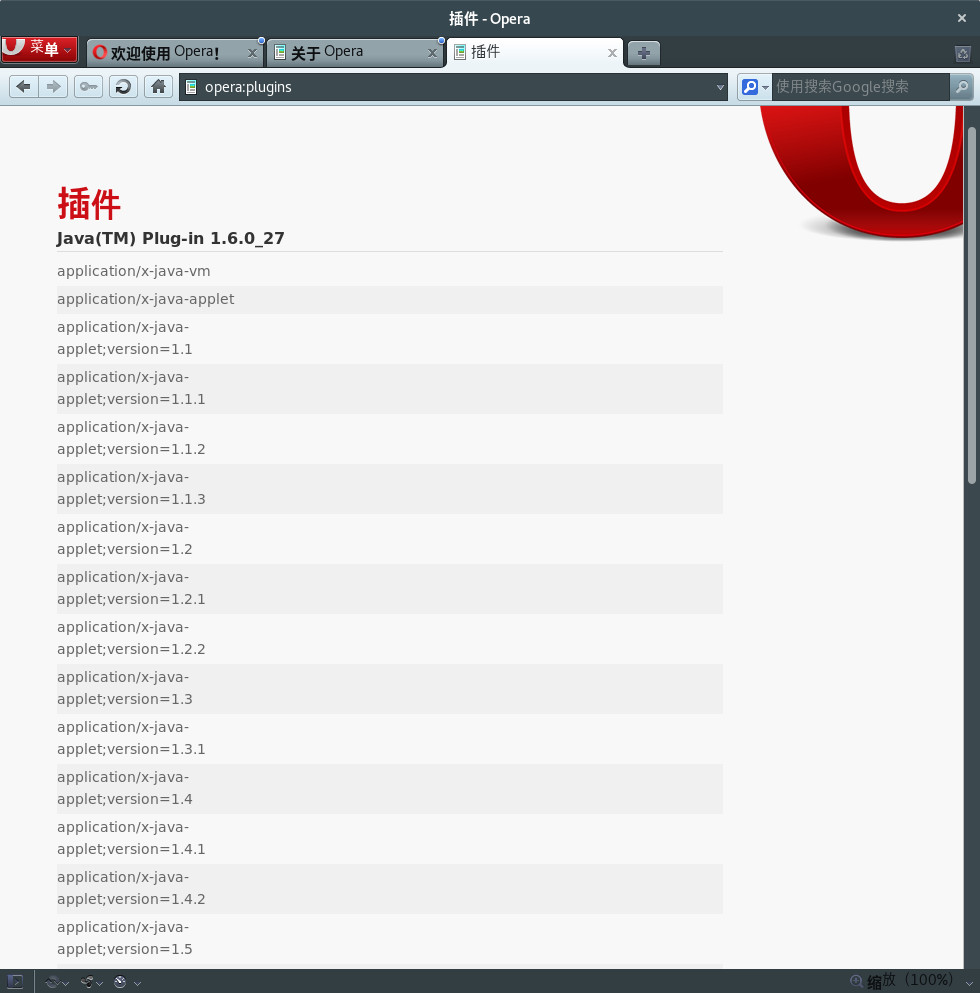 插件 - Opera
菜单
欢迎使用 Opera!
关于 Opera
插件
opera:plugins
使用搜索Google搜索
插件
Java(TM) Plug-in 1.6.0_27
application/x-java-vm
application/x-java-applet
application/x-java-
applet;version=1.1
application/x-java-
applet;version=1.1.1
application/x-java-
applet;version=1.1.2
application/x-java-
applet;version=1.1.3
application/x-java-
applet;version=1.2
application/x-java-
applet;version=1.2.1
application/x-java-
applet;version=1.2.2
application/x-java-
applet;version=1.3
application/x-java-
applet;version=1.3.1
application/x-java-
applet;version=1.4
application/x-java-
applet;version=1.4.1
application/x-java-
applet;version=1.4.2
application/x-java-
applet;version=1.5
缩放（100%）